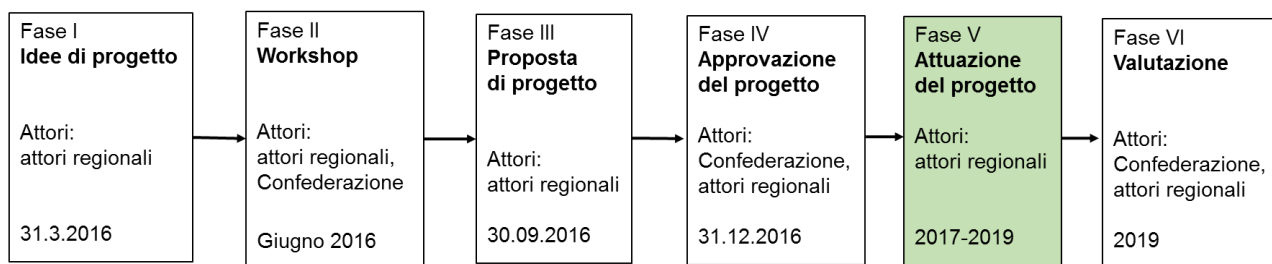 Fase I
Idee di progetto
Attori:
attori regionali
31.3.2016
Fase II
Workshop
Attori:
attori regionali,
Confederazione
Giugno 2016
Fase III
Proposta
di progetto
Attori:
attori regionali
30.09.2016
Fase IV
Approvazione
del progetto
Attori:
Confederazione,
attori regionali
31.12.2016
Fase V
Attuazione
del progetto
Attori:
attori regionali
2017-2019
Fase VI
Valutazione
Attori:
Confederazione,
attori regionali
2019